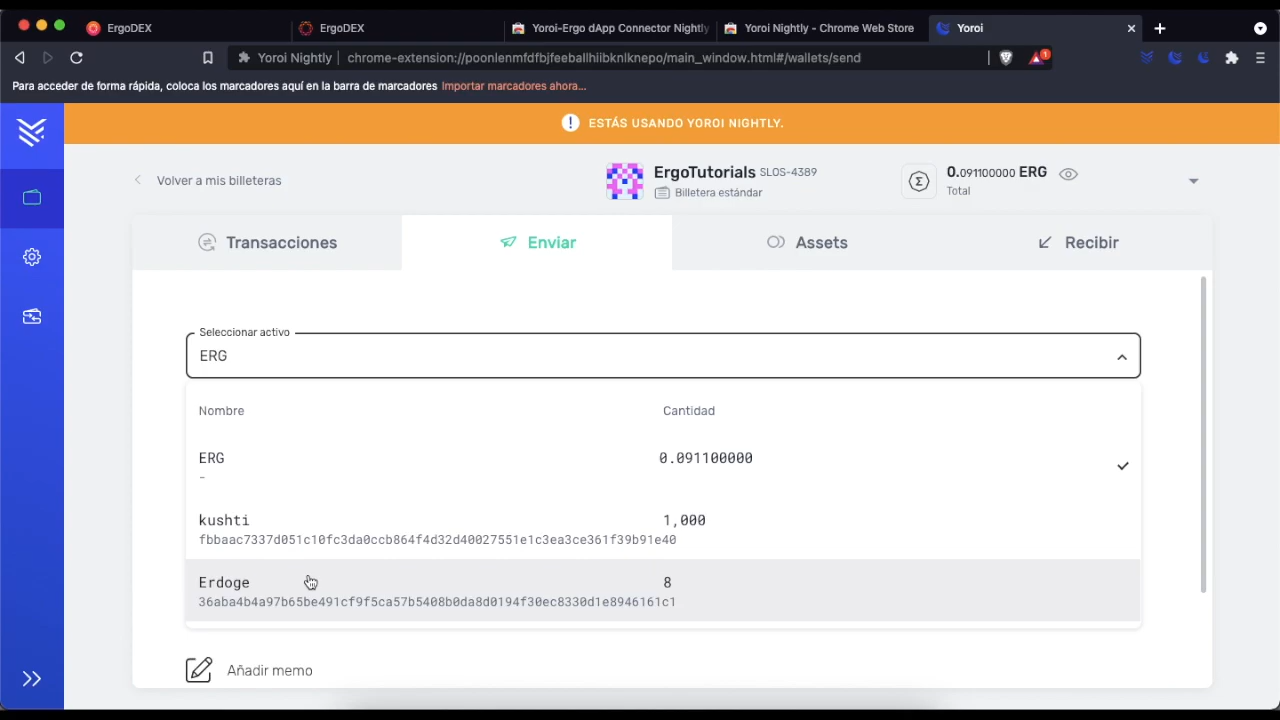 ErgoDEX
ErgoDEX
Yoroi-Ergo dApp Connector Nightly
Yoroi Nightly - Chrome Web Store
Yoroi
Yoroi Nightly
chrome-extension://poonlenmfdfbjfeeballhiibknlknepo/main_window.html#/wallets/send
1
Para acceder de forma rápida, coloca los marcadores aquí en la barra de marcadores Importar marcadores ahora...
! ESTÁS USANDO YOROI NIGHTLY.
Volver a mis billeteras
ErgoTutorials SLOS-4389
Billetera estándar
0.091100000 ERG
Total
Transacciones
Enviar
Assets
Recibir
Seleccionar activo
ERG
Nombre
Cantidad
ERG
0.091100000
-
kushti
1,000
fbbaac7337d051c10fc3da0ccb864f4d32d40027551e1c3ea3ce361f39b91e40
Erdoge
8
36aba4b4a97b65be491cf9f5ca57b5408b0da8d0194f30ec8330d1e8946161c1
Añadir memo